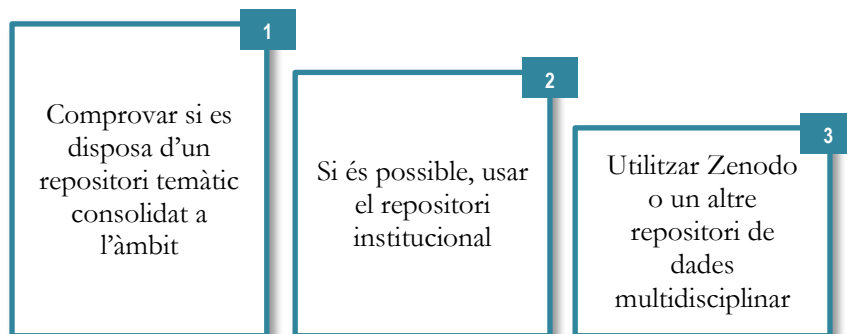 1
Comprovar si es
disposa d’un
repositori temàtic
consolidat a
l’àmbit
2
Si és possible, usar
el repositori
institucional
3
Utilitzar Zenodo
o un altre
repositori de
dades
multidisciplinar